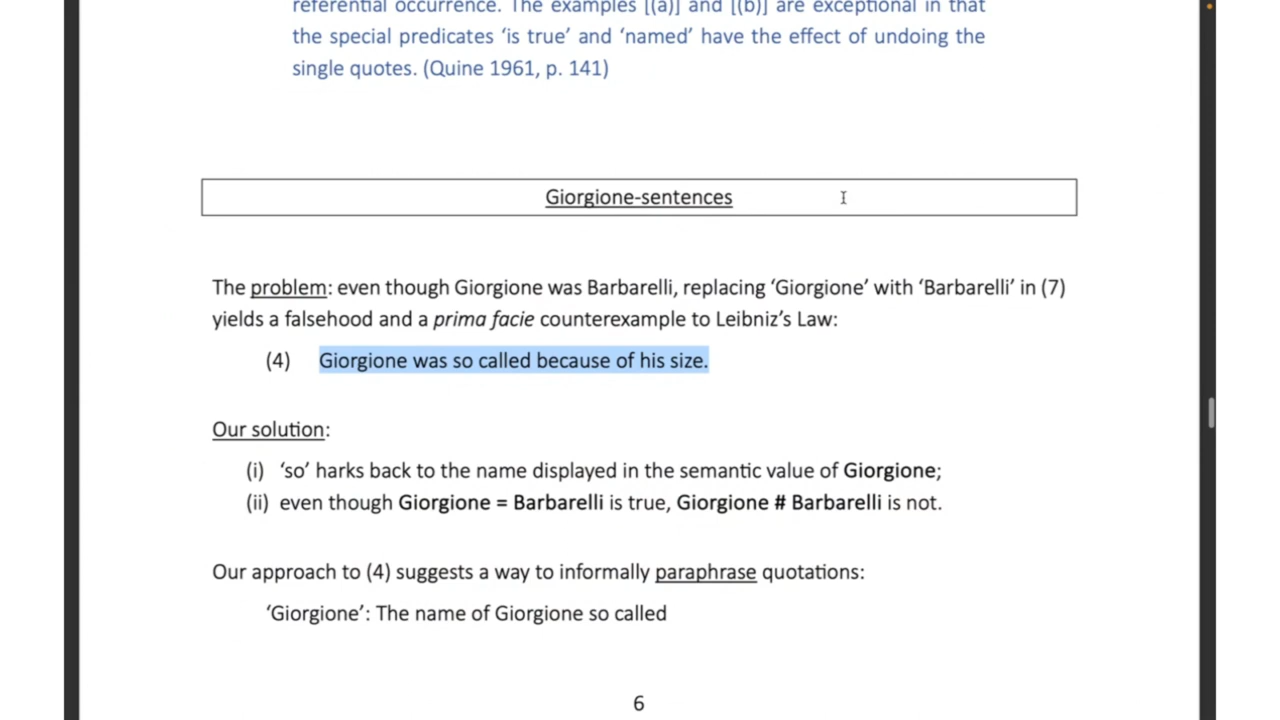 referential occurrence. The examples [(a)] and [(b)] are exceptional in that
the special predicates ‘is true’ and ‘named’ have the effect of undoing the
single quotes. (Quine 1961, p. 141)
Giorgione-sentences
The problem: even though Giorgione was Barbarelli, replacing ‘Giorgione’ with ‘Barbarelli’ in (7)
yields a falsehood and a prima facie counterexample to Leibniz’s Law:
(4) Giorgione was so called because of his size.
Our solution:
(i) ‘so’ harks back to the name displayed in the semantic value of Giorgione;
(ii) even though Giorgione = Barbarelli is true, Giorgione # Barbarelli is not.
Our approach to (4) suggests a way to informally paraphrase quotations:
‘Giorgione’: The name of Giorgione so called
6